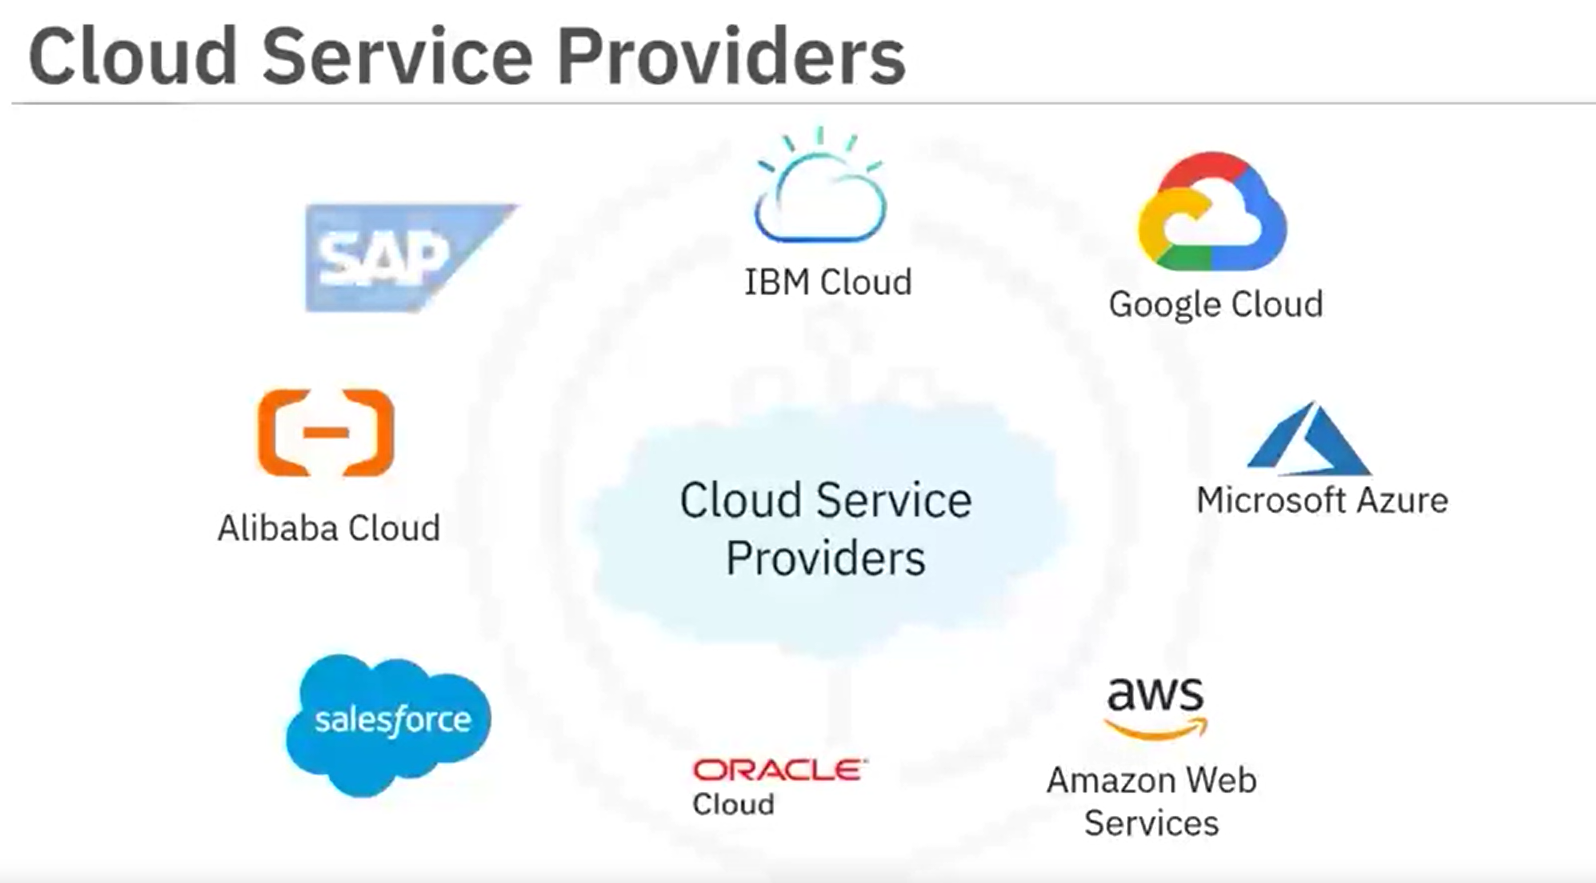 Cloud Service Providers
SAP
IBM Cloud
Google Cloud
Alibaba Cloud
Cloud Service
Providers
Microsoft Azure
salesforce
ORACLE
Cloud
aws
Amazon Web
Services